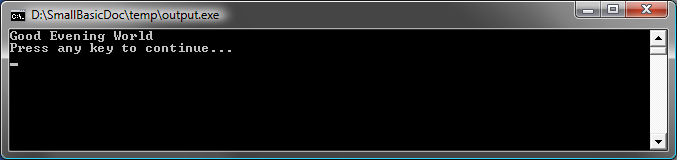 D:\SmallBasicDoc\temp\output.exe
Good Evening World
Press any key to continue...